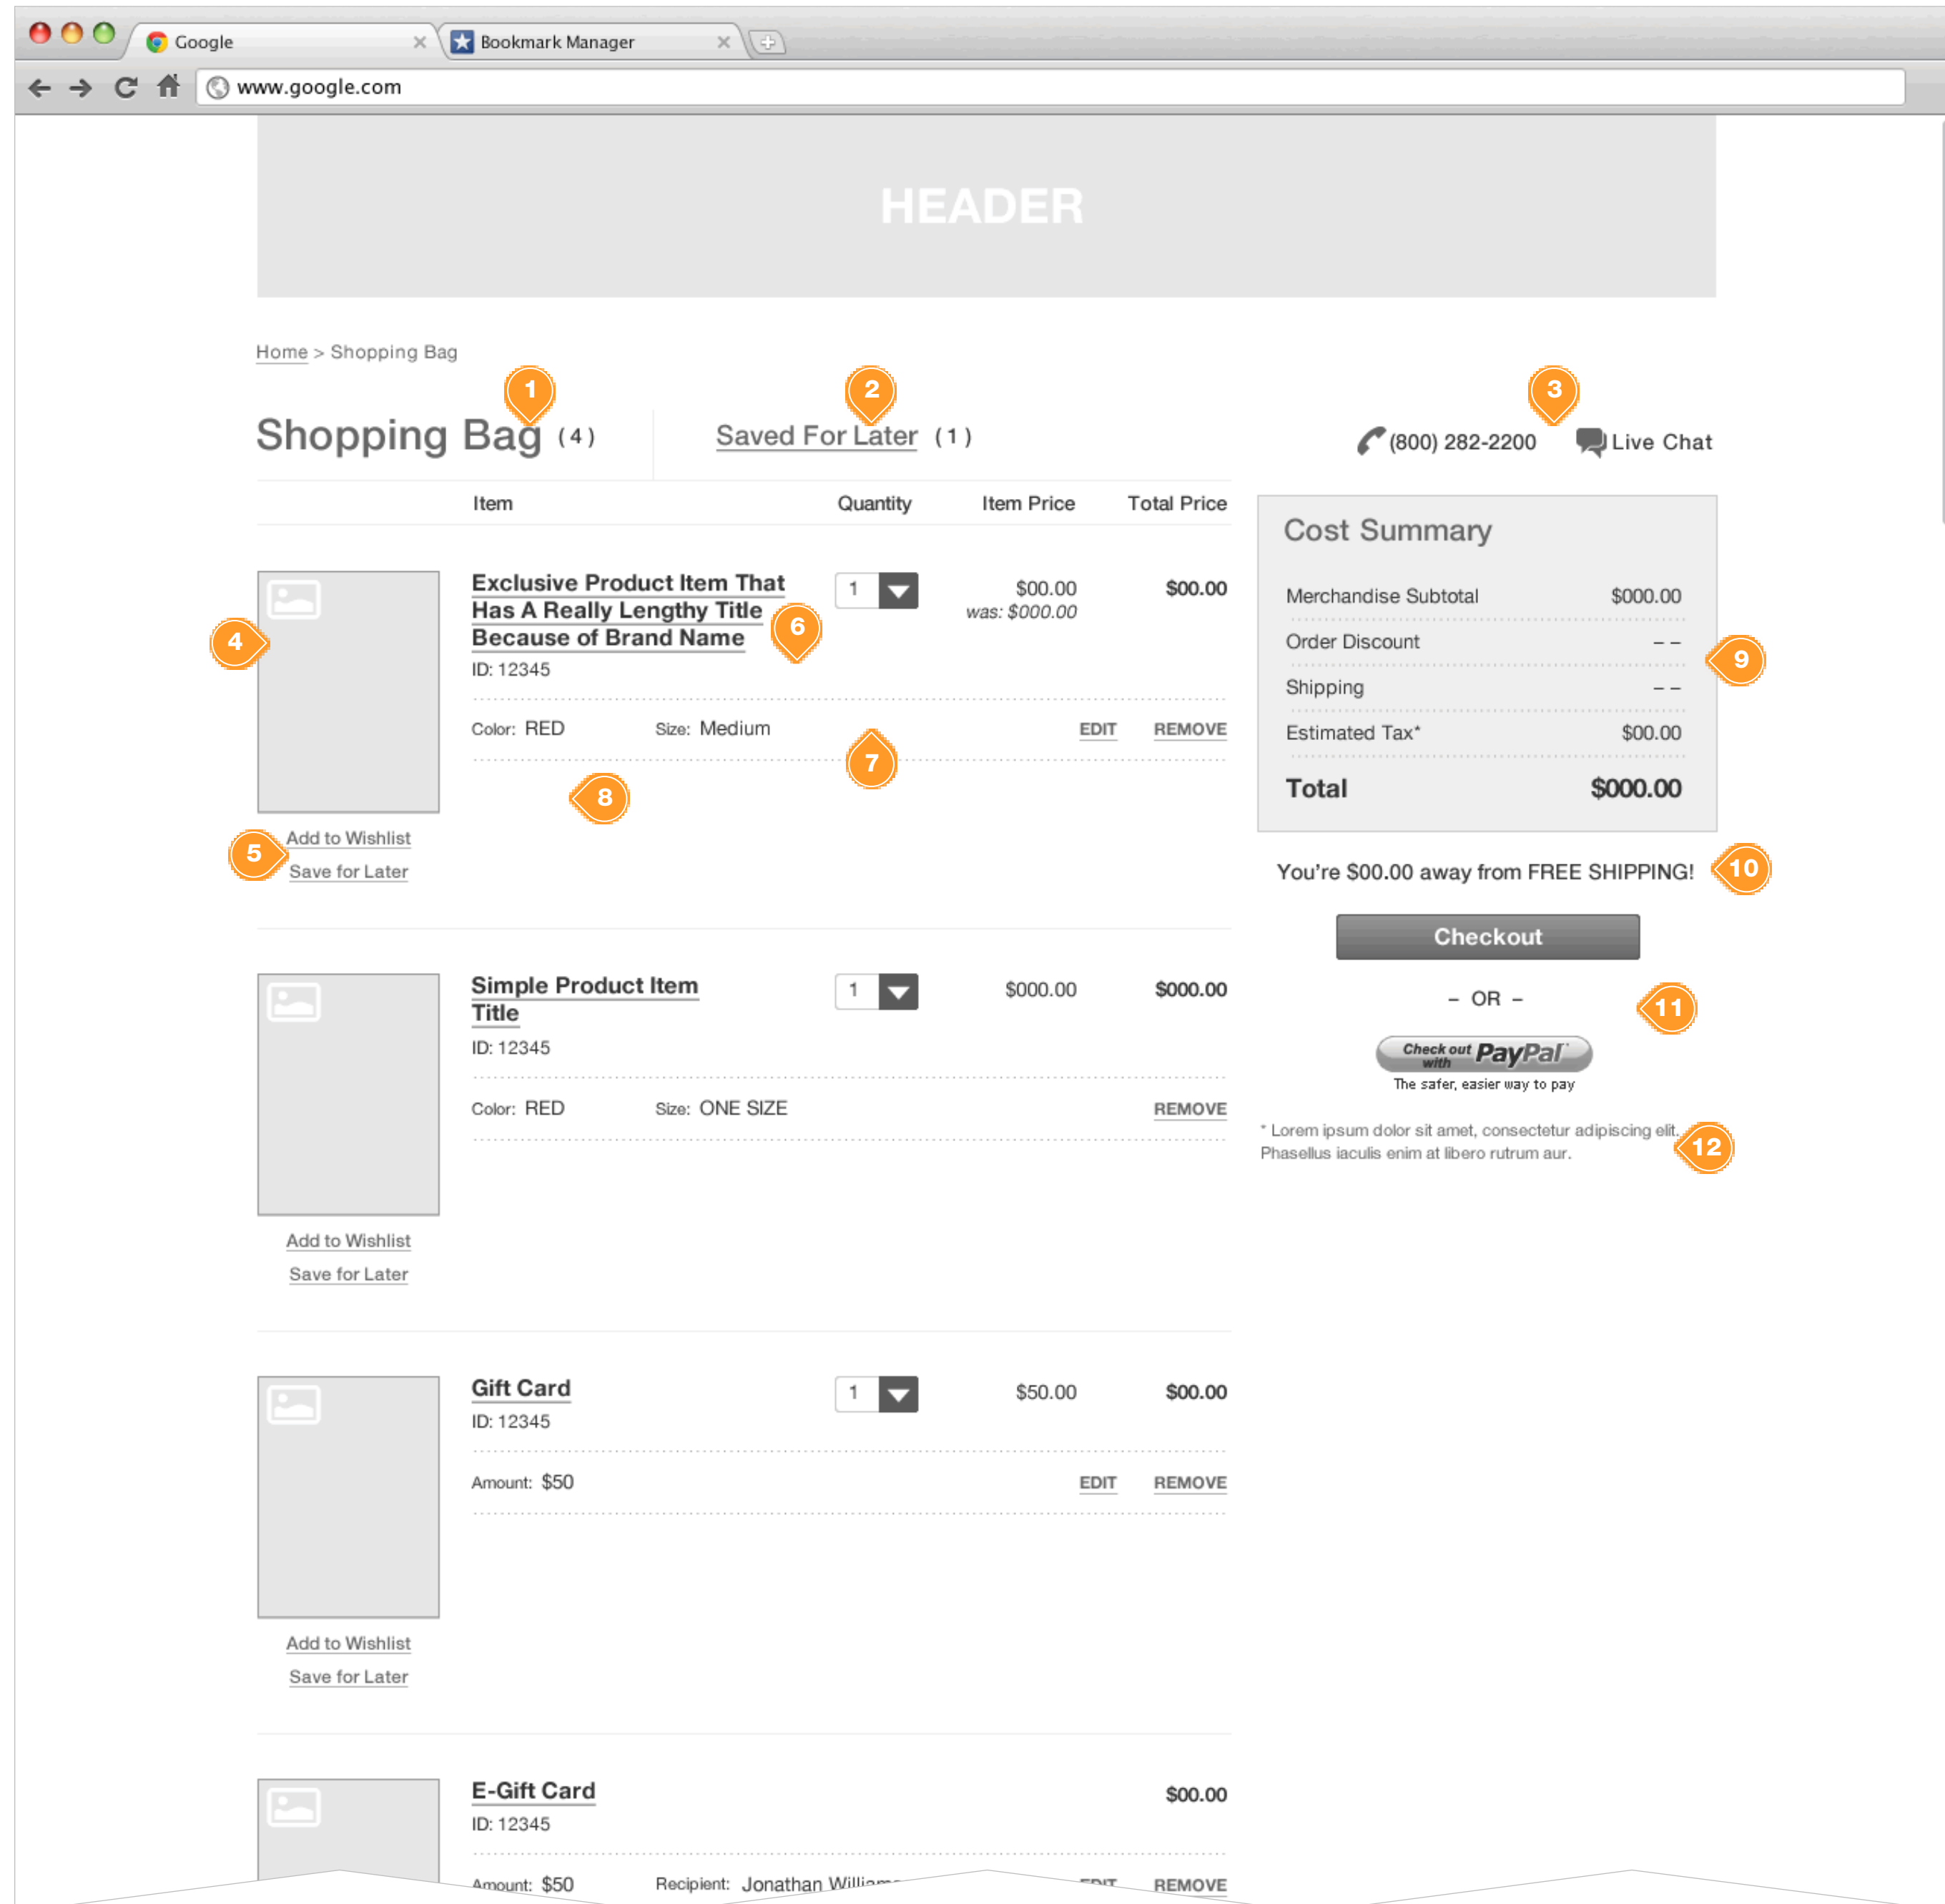 Google
Bookmark Manager
www.google.com
HEADER
Home > Shopping Bag
1
2
3
Shopping Bag (4)
Saved For Later (1)
(800) 282-2200
Live Chat
Item Quantity Item Price Total Price
Exclusive Product Item That
Has A Really Lengthy Title
Because of Brand Name
ID: 12345
1
$00.00
was: $000.00
$00.00
4
6
Color: RED Size: Medium EDIT REMOVE
7
8
Add to Wishlist
5
Save for Later
Cost Summary
Merchandise Subtotal $000.00
Order Discount – –
9
Shipping – –
Estimated Tax* $00.00
Total $000.00
You're $00.00 away from FREE SHIPPING!
10
Checkout
– OR –
11
Check out
with
PayPal
The safer, easier way to pay
* Lorem ipsum dolor sit amet, consectetur adipiscing elit.
Phasellus iaculis enim at libero rutrum aur.
12
Simple Product Item
Title
ID: 12345
1
$000.00
$000.00
Color: RED Size: ONE SIZE REMOVE
Add to Wishlist
Save for Later
Gift Card
ID: 12345
1
$50.00
$00.00
Amount: $50 EDIT REMOVE
Add to Wishlist
Save for Later
E-Gift Card
ID: 12345
$00.00
Amount: $50 Recipient: Jonathan EDIT REMOVE